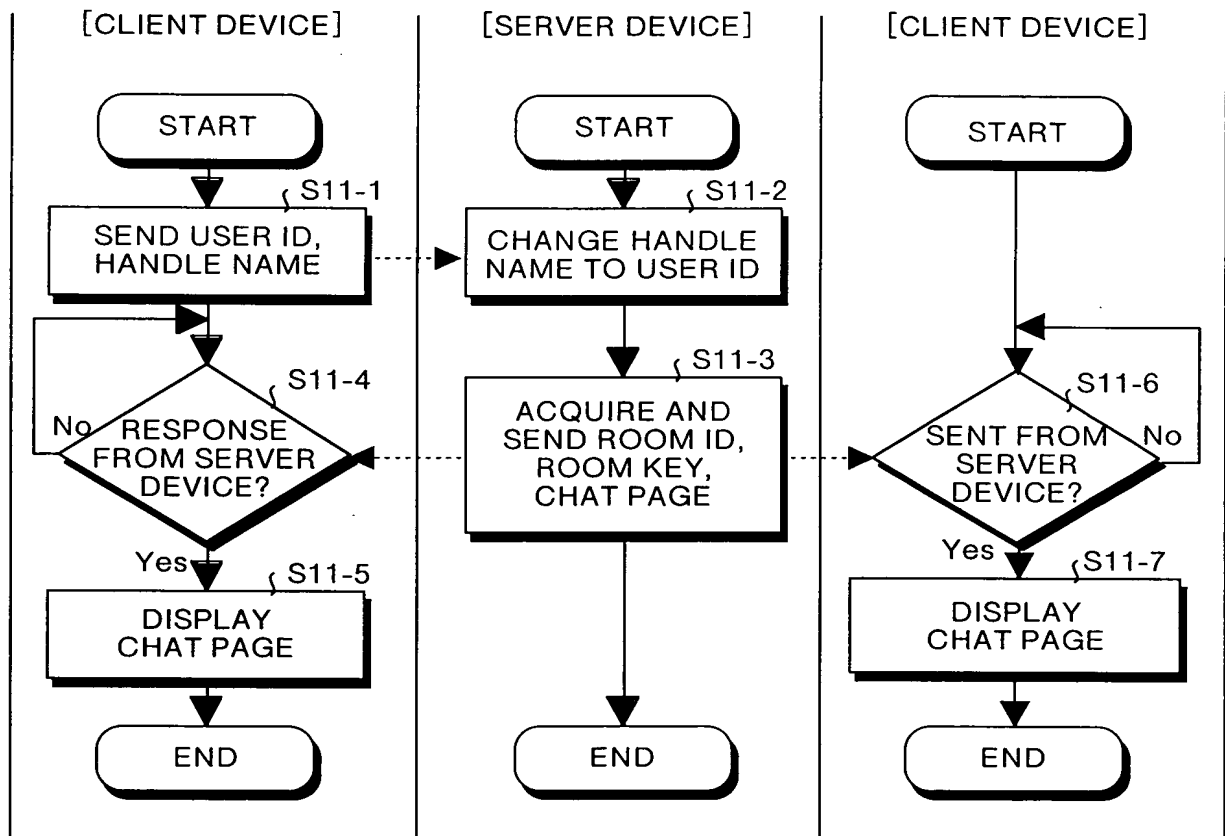 [CLIENT DEVICE]
START
S11-1
SEND USER ID,
HANDLE NAME
S11-4
No
RESPONSE
FROM SERVER
DEVICE?
Yes
S11-5
DISPLAY
CHAT PAGE
END
[SERVER DEVICE]
START
S11-2
CHANGE HANDLE
NAME TO USER ID
S11-3
ACQUIRE AND
SEND ROOM ID,
ROOM KEY,
CHAT PAGE
END
[CLIENT DEVICE]
START
S11-6
SENT FROM
SERVER
DEVICE?
No
Yes
S11-7
DISPLAY
CHAT PAGE
END